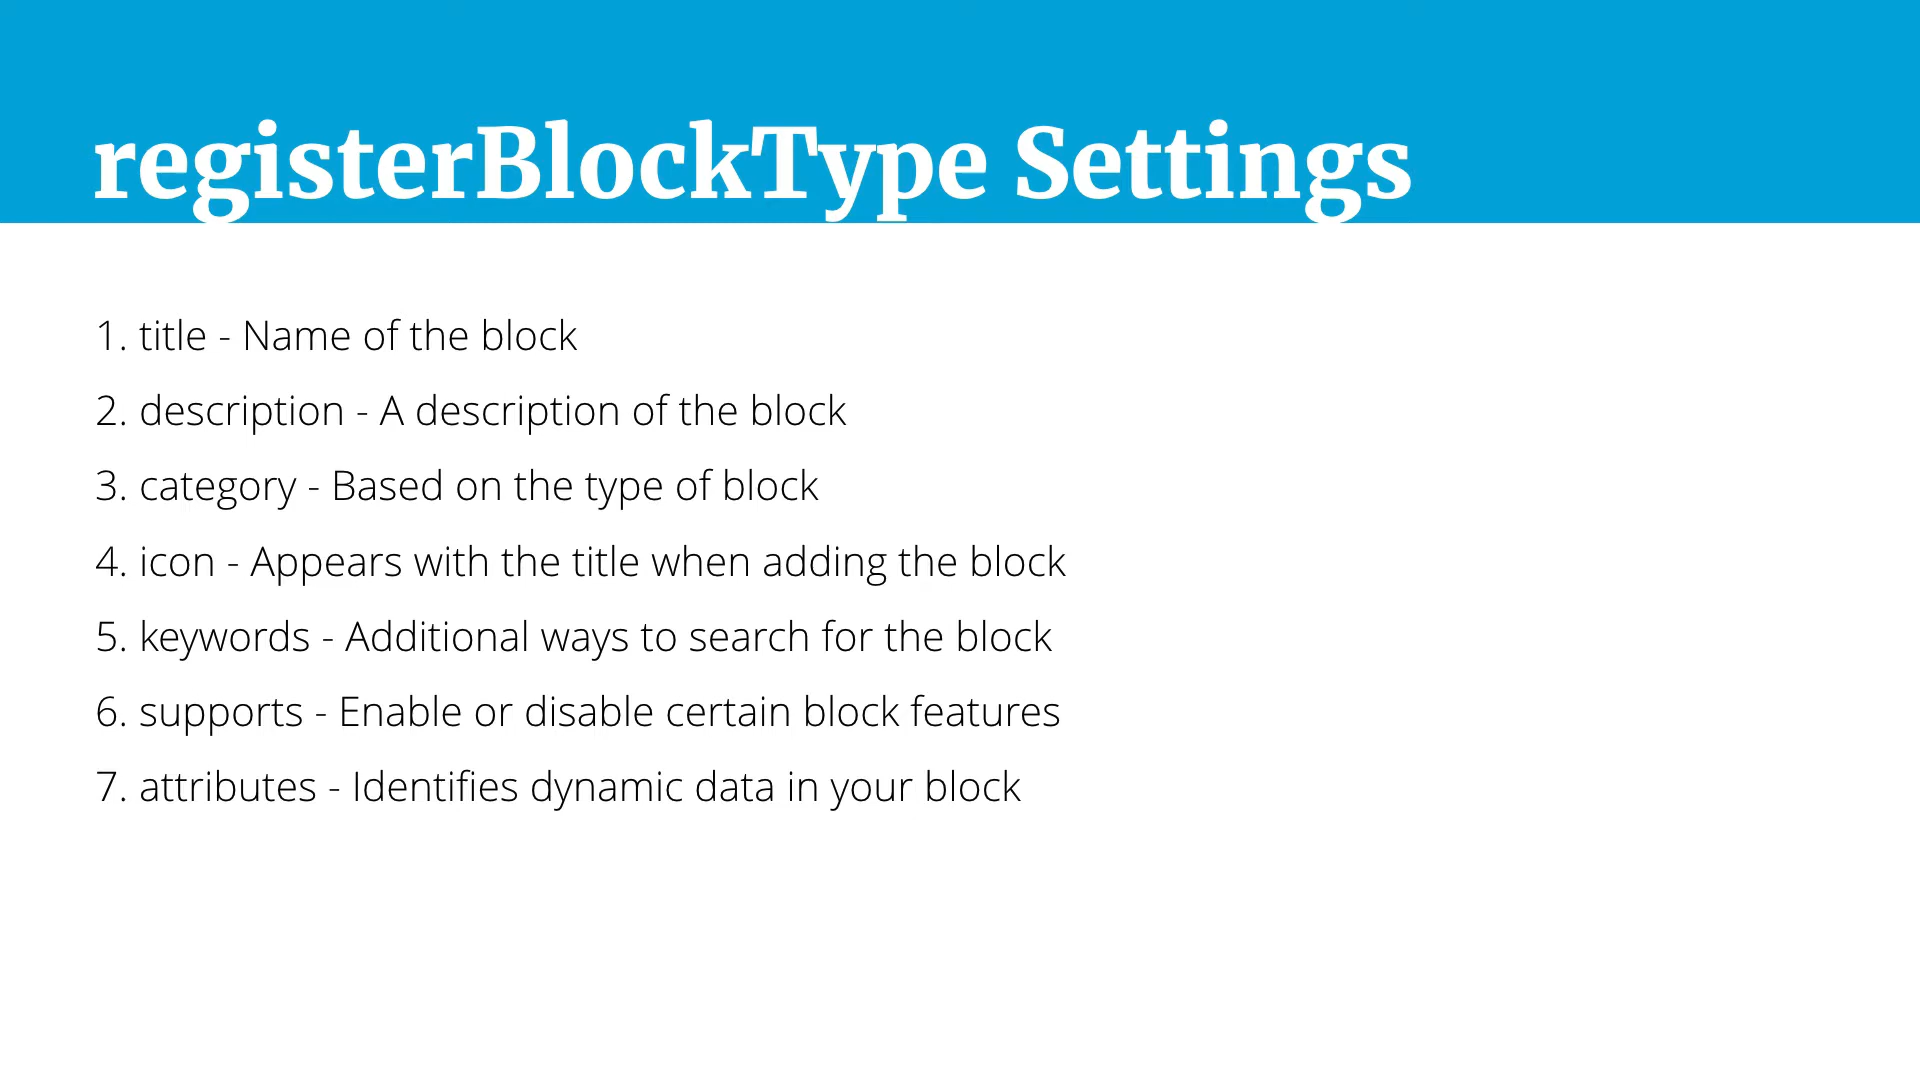 registerBlockType Settings
1. title - Name of the block
2. description - A description of the block
3. category - Based on the type of block
4. icon - Appears with the title when adding the block
5. keywords - Additional ways to search for the block
6. supports - Enable or disable certain block features
7. attributes - Identifies dynamic data in your block